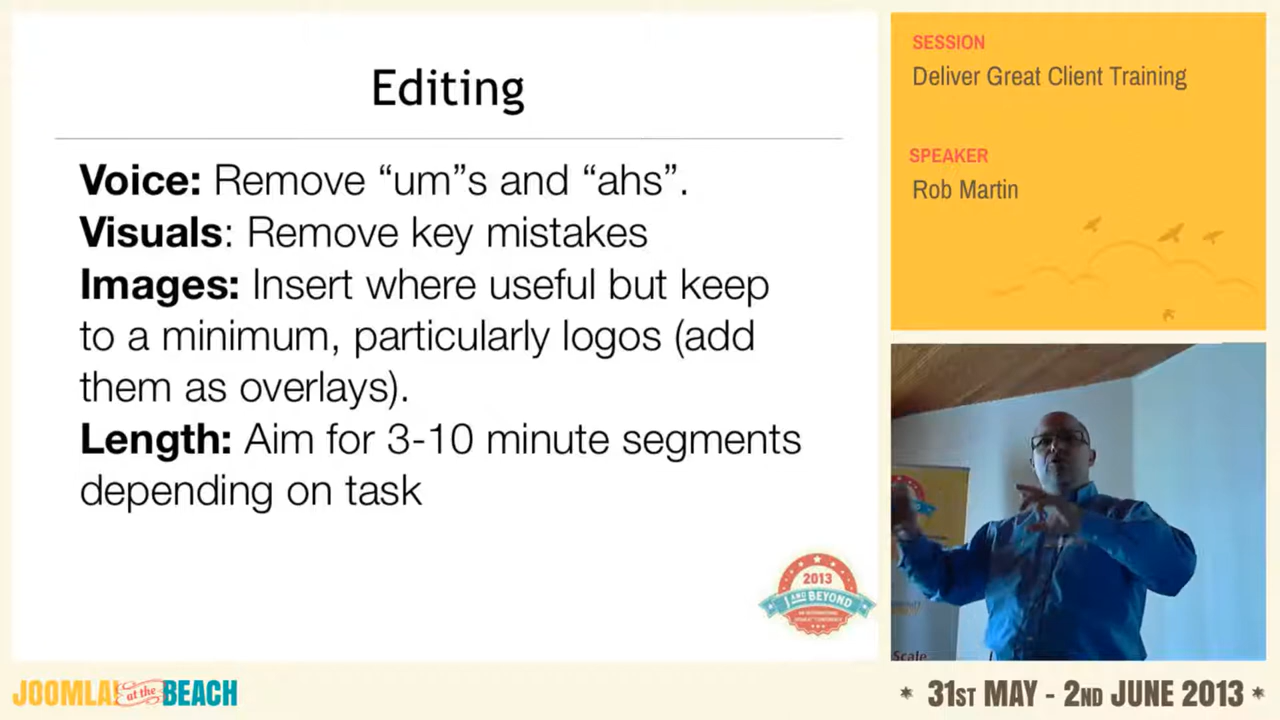 Editing
Voice: Remove “um”s and “ahs”.
Visuals: Remove key mistakes
Images: Insert where useful but keep
to a minimum, particularly logos (add
them as overlays).
Length: Aim for 3-10 minute segments
depending on task
2013
J AND BEYOND
SESSION
Deliver Great Client Training
SPEAKER
Rob Martin
Scale
JOOMLA! at the BEACH
* 31ST MAY - 2ND JUNE 2013 *